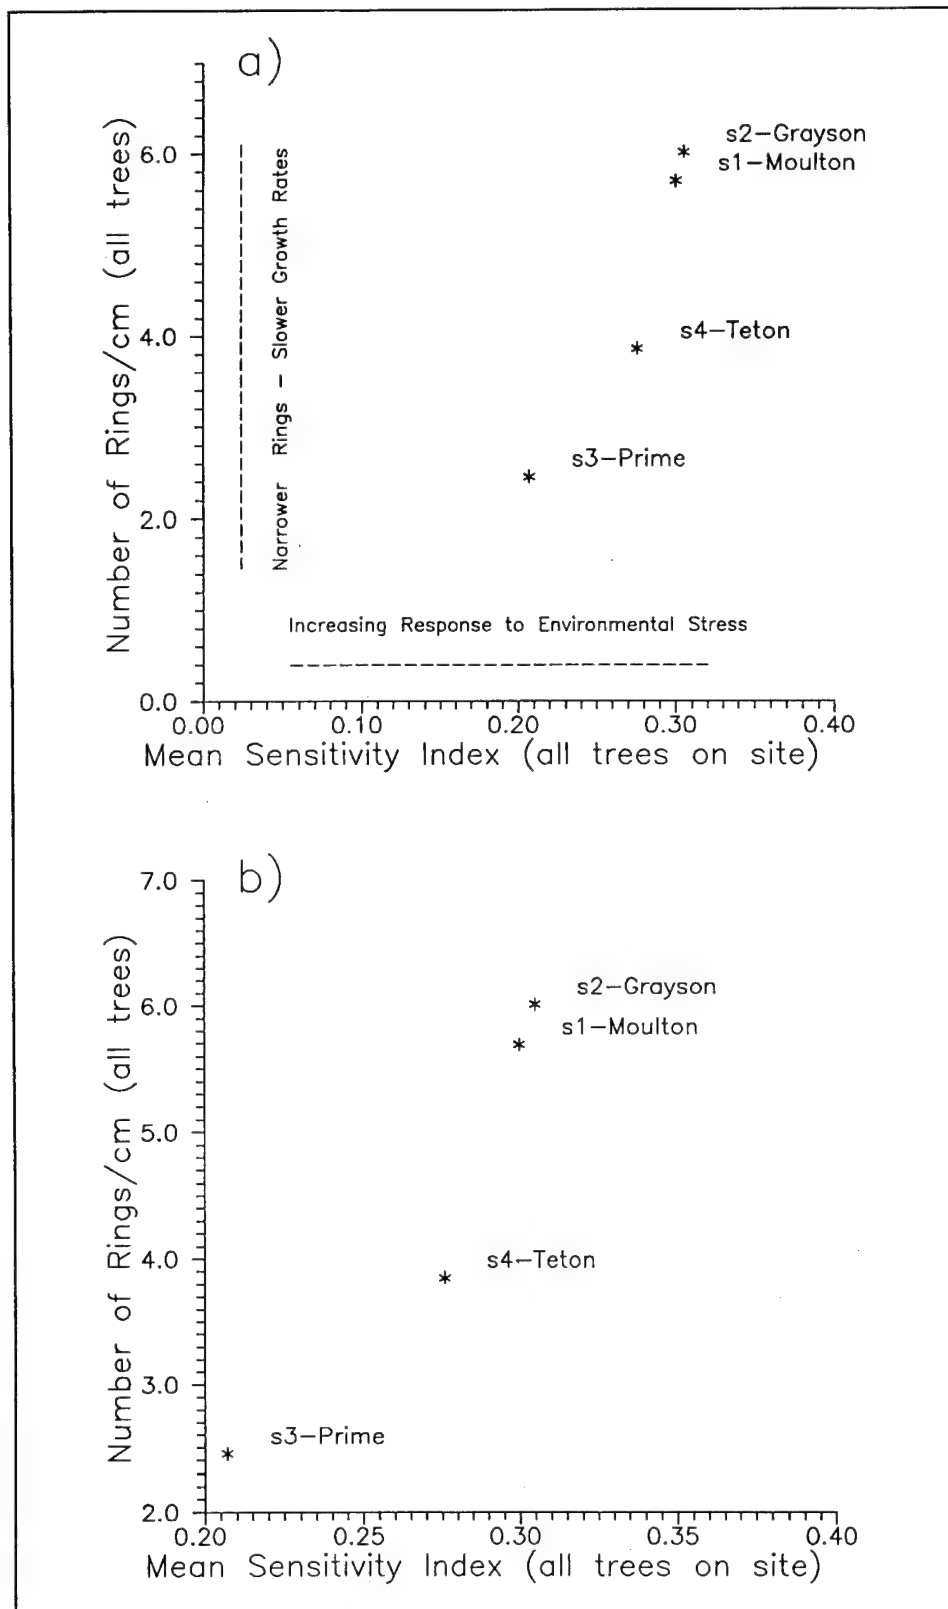 a)
Number of Rings/cm (all trees)
6.0
4.0
2.0
0.0
Narrower Rings – Slower Growth Rates
s2–Grayson
s1–Moulton
s4–Teton
s3–Prime
Increasing Response to Environmental Stress
0.00 0.10 0.20 0.30 0.40
Mean Sensitivity Index (all trees on site)
b)
Number of Rings/cm (all trees)
7.0
6.0
5.0
4.0
3.0
2.0
s2–Grayson
s1–Moulton
s4–Teton
s3–Prime
0.20 0.25 0.30 0.35 0.40
Mean Sensitivity Index (all trees on site)